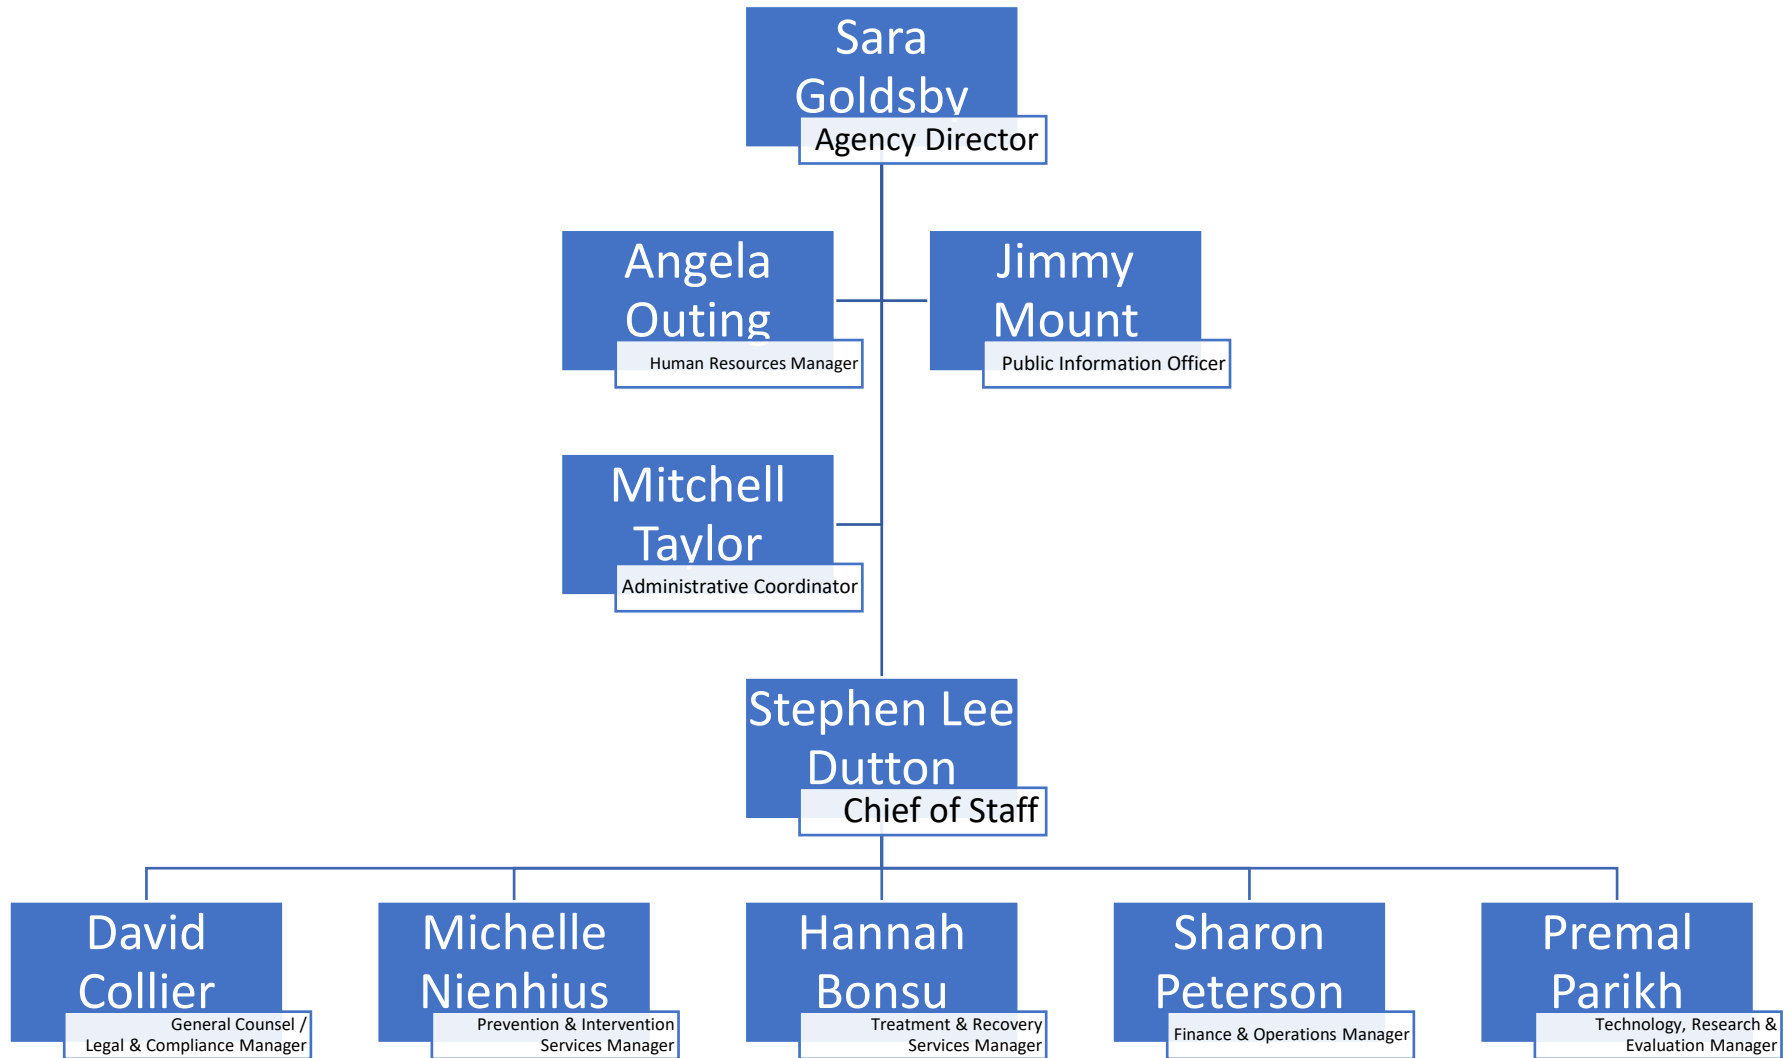 Sara
Goldsby
Agency Director
Angela
Outing
Human Resources Manager
Jimmy
Mount
Public Information Officer
Mitchell
Taylor
Administrative Coordinator
Stephen Lee
Dutton
Chief of Staff
David
Collier
General Counsel /
Legal & Compliance Manager
Michelle
Nienhius
Prevention & Intervention
Services Manager
Hannah
Bonsu
Treatment & Recovery
Services Manager
Sharon
Peterson
Finance & Operations Manager
Premal
Parikh
Technology, Research &
Evaluation Manager